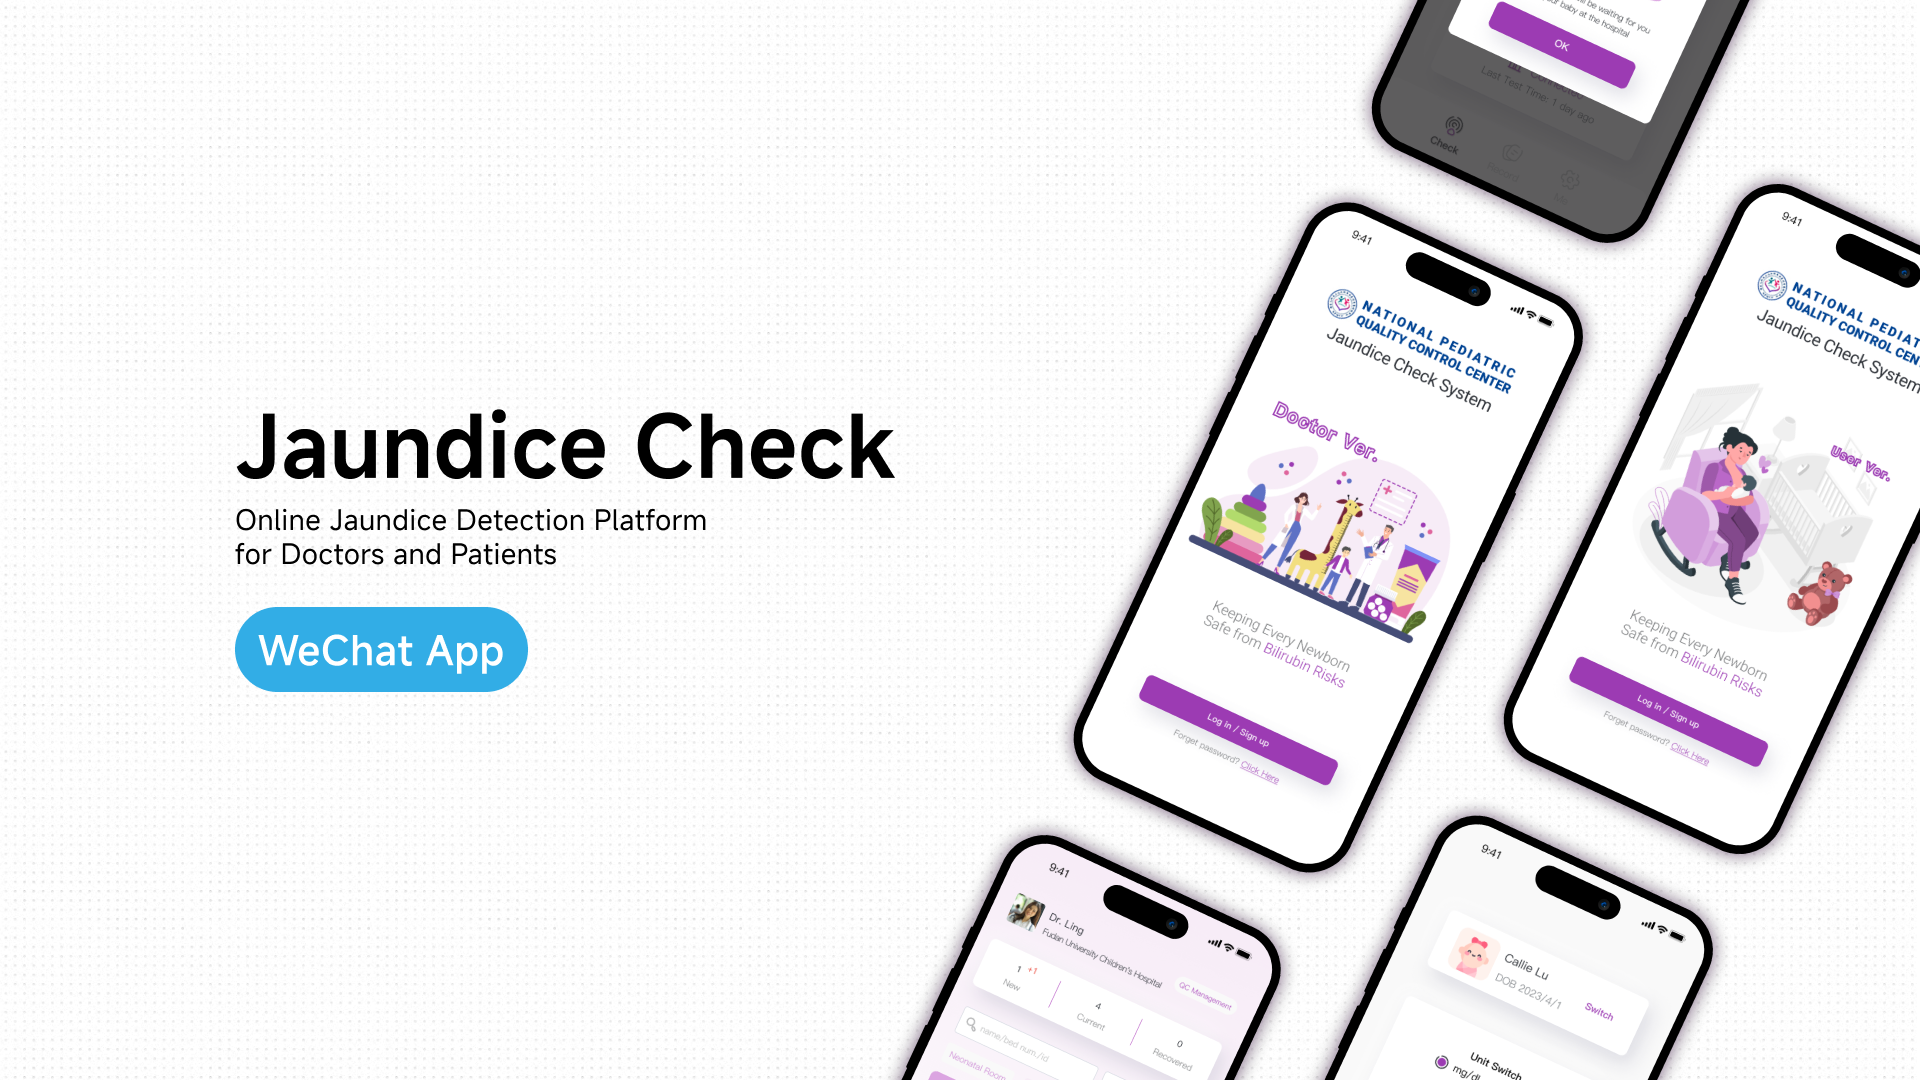 Jaundice Check
Online Jaundice Detection Platform
for Doctors and Patients
WeChat App
be waiting for you
your baby at the hospital
OK
Last Test Time: 1 day ago
Check
9:41
NATIONAL PEDIATRIC
QUALITY CONTROL CENTER
Jaundice Check System
Doctor Ver.
Keeping Every Newborn
Safe from Bilirubin Risks
Log in / Sign up
Forget password? Click Here
9:41
NATIONAL PEDIAT
QUALITY CONTROL CEN
Jaundice Check System
User Ver.
Keeping Every Newborn
Safe from Bilirubin Risks
Log in / Sign up
Forget password? Click Here
9:41
Dr. Ling
Fudan University Children's Hospital
QC Management
1 +1
New
4
Current
0
Recovered
name/bed num./id
Neonatal Room
9:41
Callie Lu
DOB 2023/4/1
Switch
Unit Switch
mg/dl